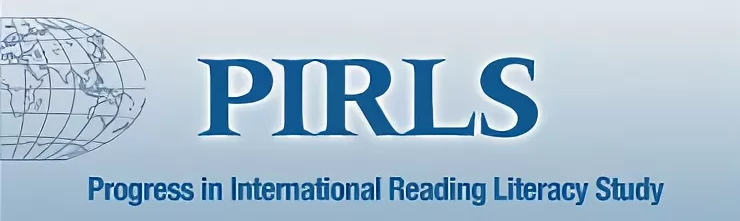 PIRLS
Progress in International Reading Literacy Study